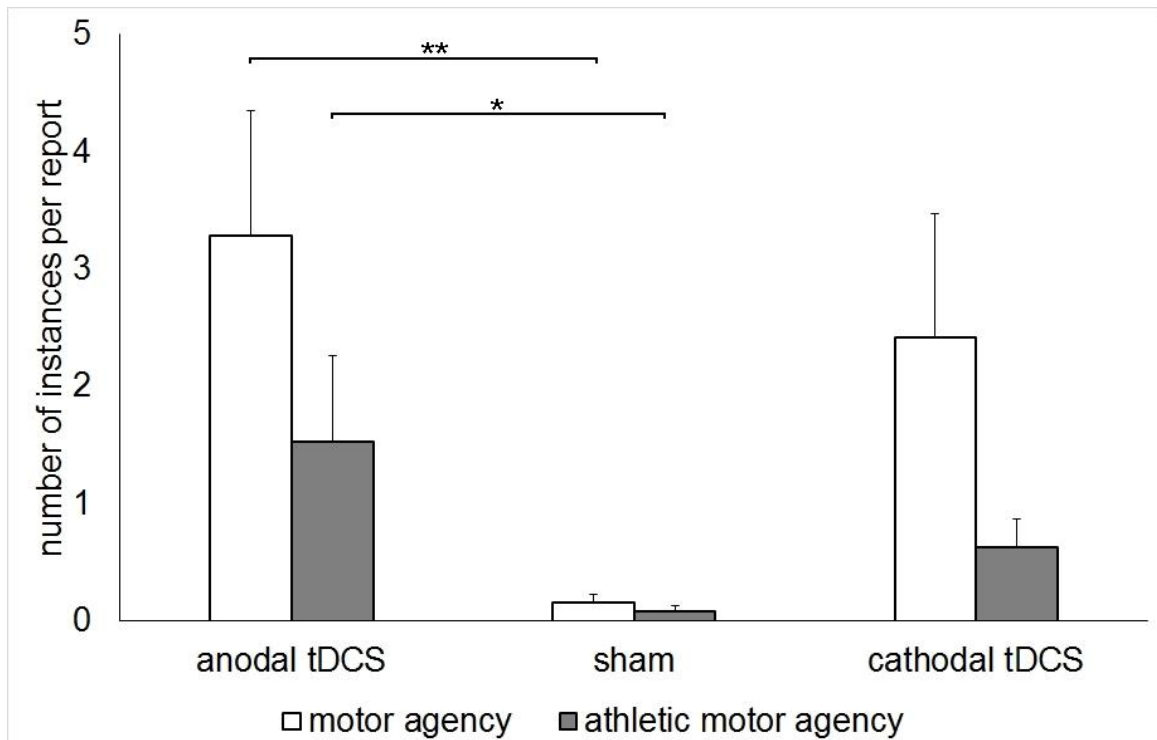 number of instances per report
5
4
3
2
1
0
**
*
anodal tDCS
sham
cathodal tDCS
motor agency
athletic motor agency